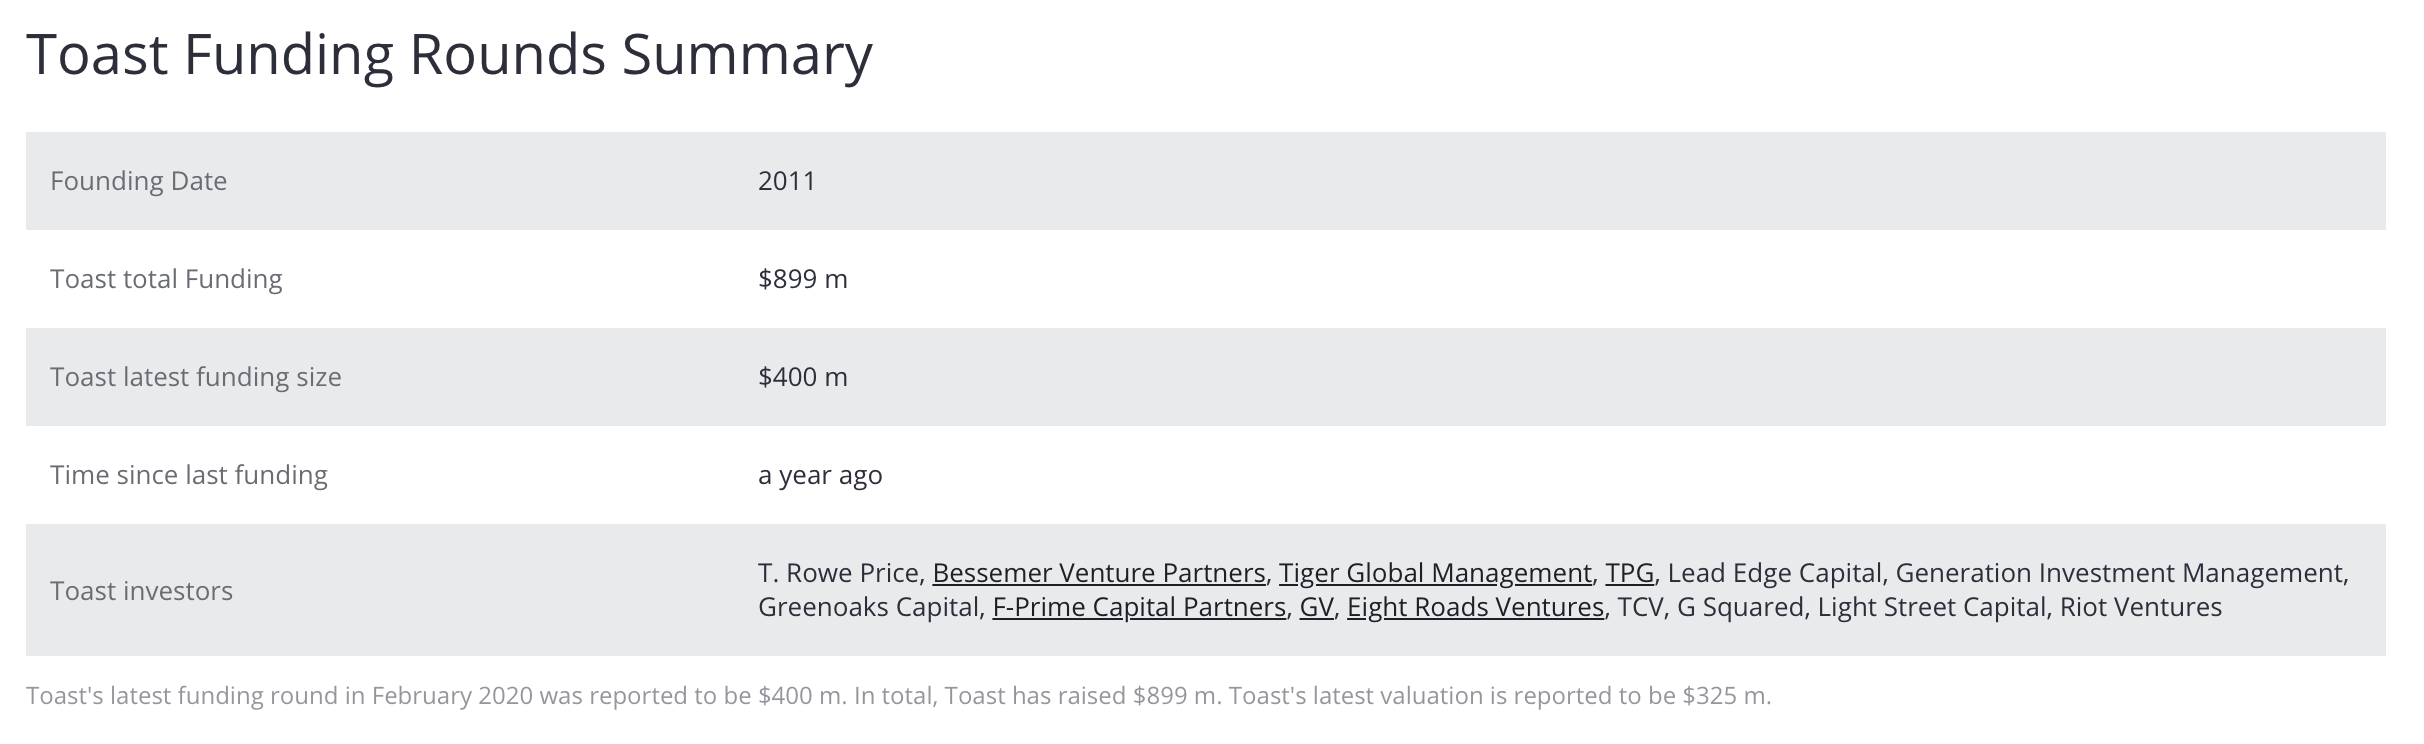 Toast Funding Rounds Summary
Founding Date 2011
Toast total Funding $899 m
Toast latest funding size $400 m
Time since last funding a year ago
Toast investors
T. Rowe Price, Bessemer Venture Partners, Tiger Global Management, TPG, Lead Edge Capital, Generation Investment Management,
Greenoaks Capital, F-Prime Capital Partners, GV, Eight Roads Ventures, TCV, G Squared, Light Street Capital, Riot Ventures
Toast's latest funding round in February 2020 was reported to be $400 m. In total, Toast has raised $899 m. Toast's latest valuation is reported to be $325 m.